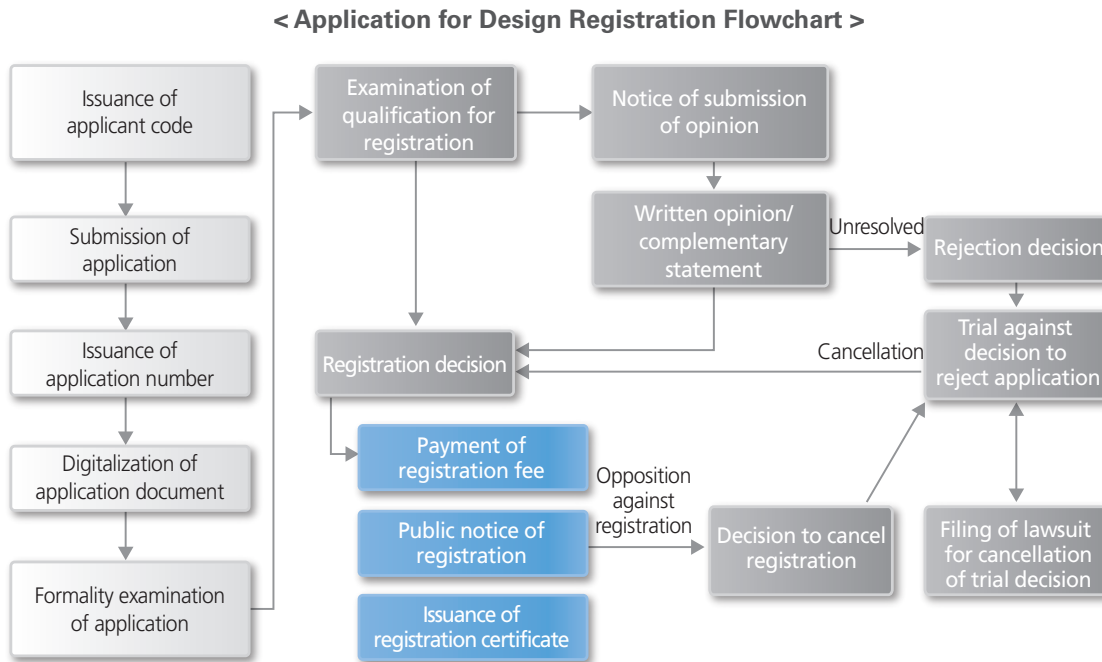 < Application for Design Registration Flowchart >
Issuance of
applicant code
Submission of
application
Issuance of
application number
Digitalization of
application document
Formality examination
of application
Examination of
qualification for
registration
Notice of submission
of opinion
Written opinion/
complementary
statement
Unresolved
Rejection decision
Registration decision
Cancellation
Trial against
decision to
reject application
Payment of
registration fee
Public notice of
registration
Issuance of
registration certificate
Opposition
against
registration
Decision to cancel
registration
Filing of lawsuit
for cancellation
of trial decision